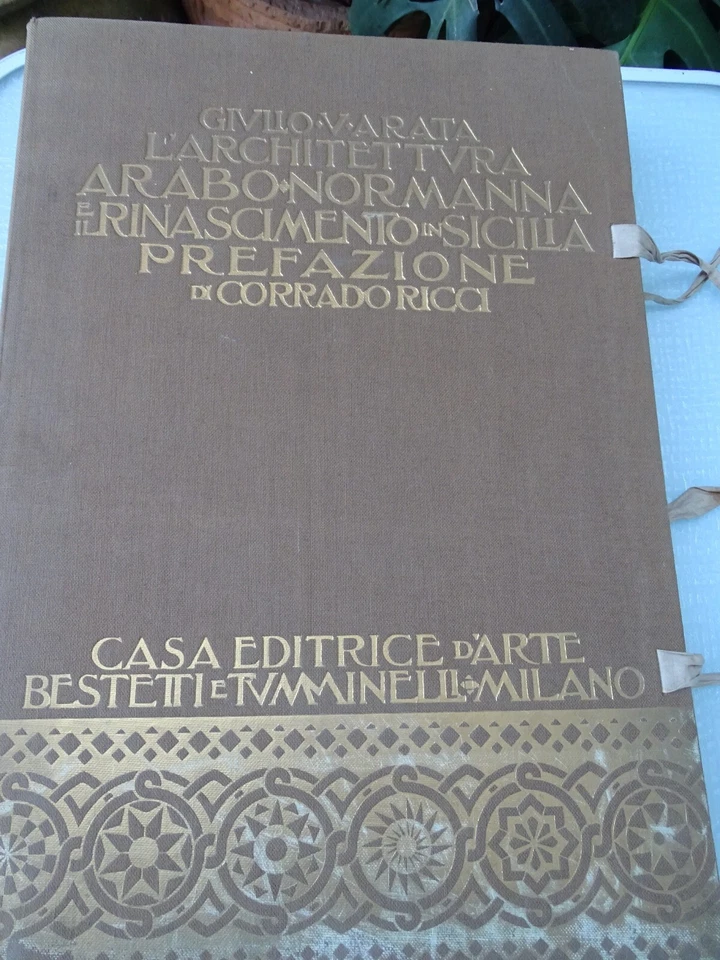 GIVLIO·V·ARATA
L'ARCHITETTVRA
ARABO·NORMANNA
E IL RINASCIMENTO IN SICILIA
PREFAZIONE
DI CORRADO RICCI
CASA EDITRICE D'ARTE
BESTETTI E TVMMINELLI·MILANO